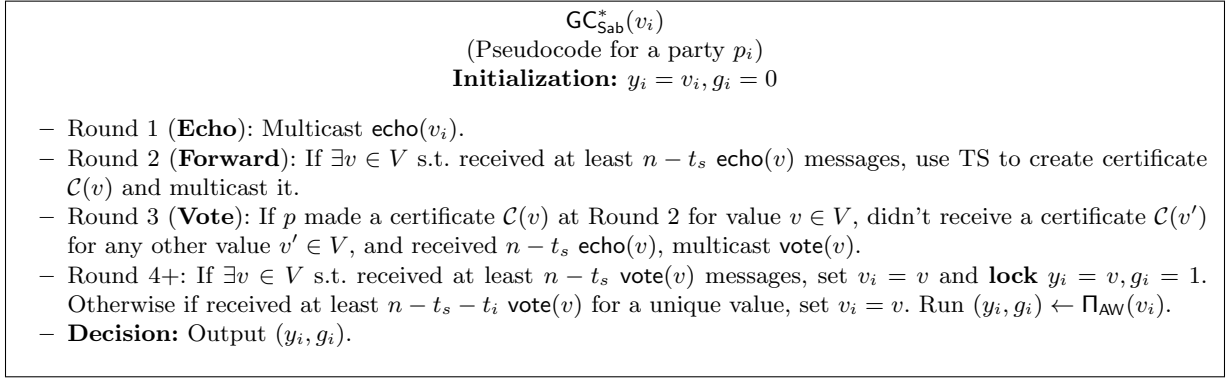 GC*Sab(vi)
(Pseudocode for a party pi)
Initialization: yi = vi, gi = 0
– Round 1 (Echo): Multicast echo(vi).
– Round 2 (Forward): If ∃v ∈ V s.t. received at least n − ts echo(v) messages, use TS to create certificate
C(v) and multicast it.
– Round 3 (Vote): If p made a certificate C(v) at Round 2 for value v ∈ V, didn't receive a certificate C(v′)
for any other value v′ ∈ V, and received n − ts echo(v), multicast vote(v).
– Round 4+: If ∃v ∈ V s.t. received at least n − ts vote(v) messages, set vi = v and lock yi = v, gi = 1.
Otherwise if received at least n − ts − ti vote(v) for a unique value, set vi = v. Run (yi, gi) ← ΠAW(vi).
– Decision: Output (yi, gi).